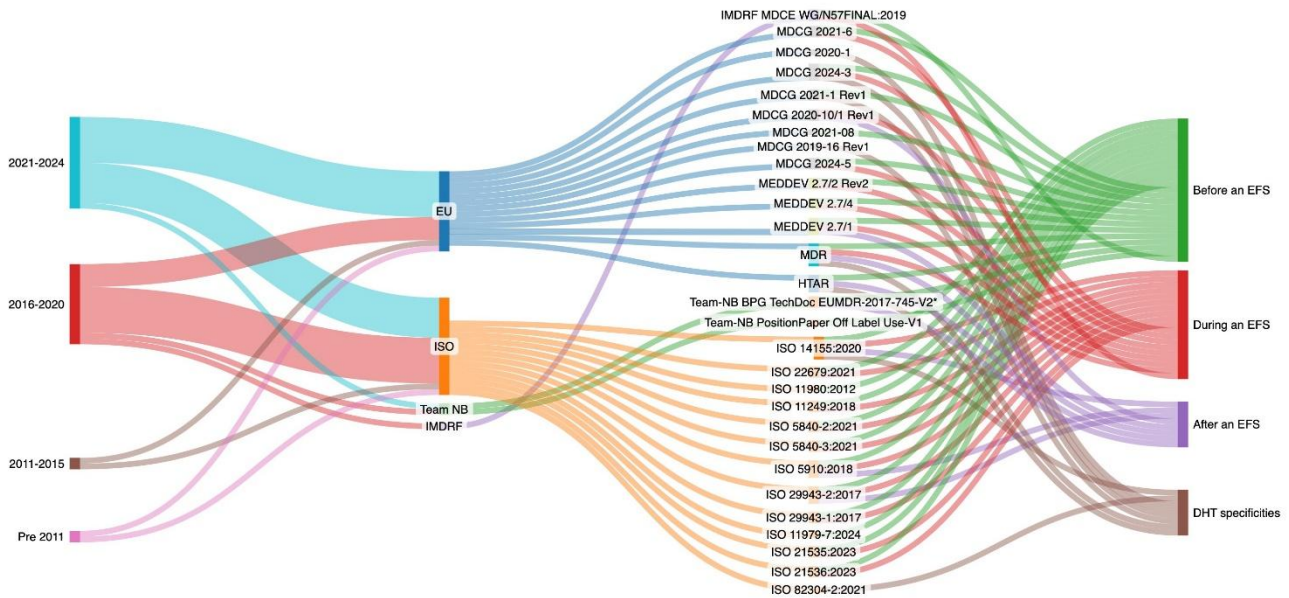 2021-2024
2016-2020
2011-2015
Pre 2011
EU
ISO
Team NB
IMDRF
IMDRF MDCE WG/N57FINAL:2019
MDCG 2021-6
MDCG 2020-1
MDCG 2024-3
MDCG 2021-1 Rev1
MDCG 2020-10/1 Rev1
MDCG 2021-08
MDCG 2019-16 Rev1
MDCG 2024-5
MEDDEV 2.7/2 Rev2
MEDDEV 2.7/4
MEDDEV 2.7/1
MDR
HTAR
Team-NB BPG TechDoc EUMDR-2017-745-V2*
Team-NB PositionPaper Off Label Use-V1
ISO 14155:2020
ISO 22679:2021
ISO 11980:2012
ISO 11249:2018
ISO 5840-2:2021
ISO 5840-3:2021
ISO 5910:2018
ISO 29943-2:2017
ISO 29943-1:2017
ISO 11979-7:2024
ISO 21535:2023
ISO 21536:2023
ISO 82304-2:2021
Before an EFS
During an EFS
After an EFS
DHT specificities